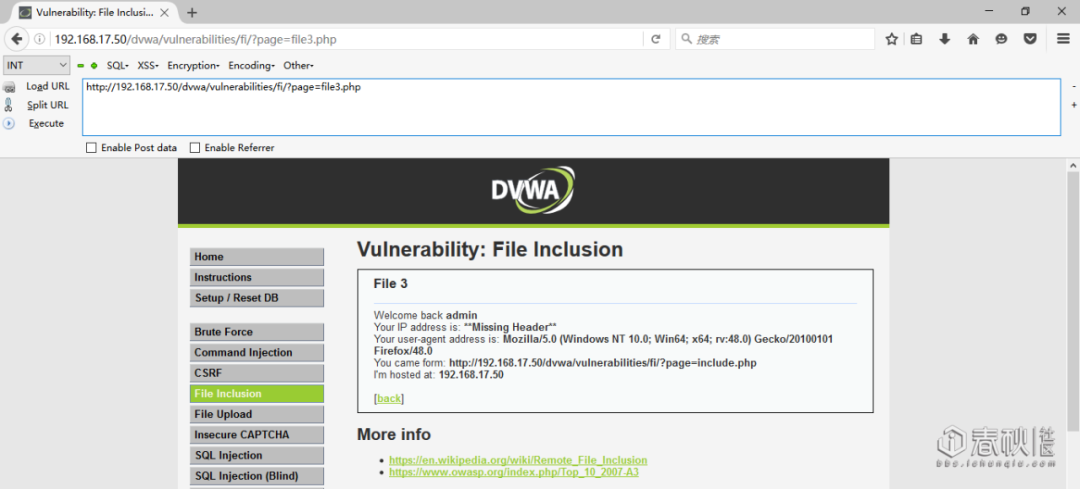 Vulnerability: File Inclusi...
192.168.17.50/dvwa/vulnerabilities/fi/?page=file3.php
搜索
INT
SQL- XSS- Encryption- Encoding- Other-
Load URL
http://192.168.17.50/dvwa/vulnerabilities/fi/?page=file3.php
Split URL
Execute
Enable Post data Enable Referrer
DVWA
Vulnerability: File Inclusion
Home
Instructions
Setup / Reset DB
Brute Force
Command Injection
CSRF
File Inclusion
File Upload
Insecure CAPTCHA
SQL Injection
SQL Injection (Blind)
File 3
Welcome back admin
Your IP address is: **Missing Header**
Your user-agent address is: Mozilla/5.0 (Windows NT 10.0; Win64; x64; rv:48.0) Gecko/20100101
Firefox/48.0
You came form: http://192.168.17.50/dvwa/vulnerabilities/fi/?page=include.php
I'm hosted at: 192.168.17.50
[back]
More info
https://en.wikipedia.org/wiki/Remote_File_Inclusion
https://www.owasp.org/index.php/Top_10_2007-A3
春秋 社区
bbs.ichunqiu.com